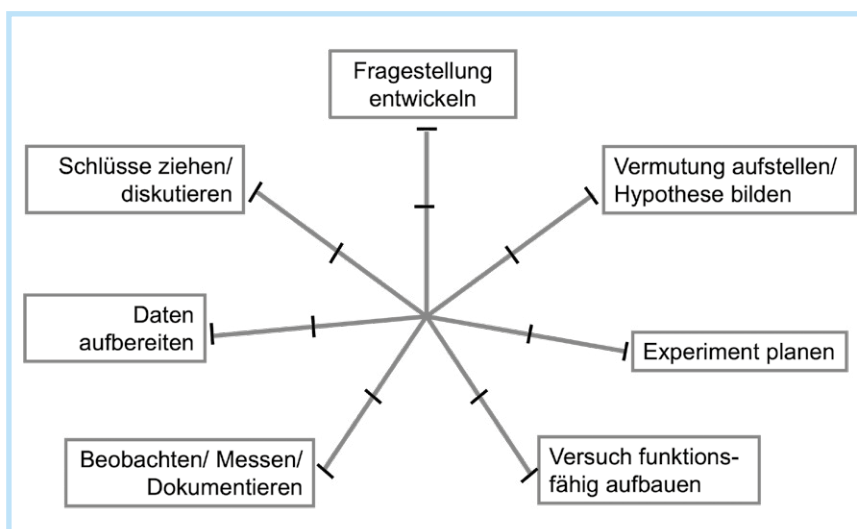 Fragestellung
entwickeln
Vermutung aufstellen/
Hypothese bilden
Experiment planen
Versuch funktions-
fähig aufbauen
Beobachten/ Messen/
Dokumentieren
Daten
aufbereiten
Schlüsse ziehen/
diskutieren